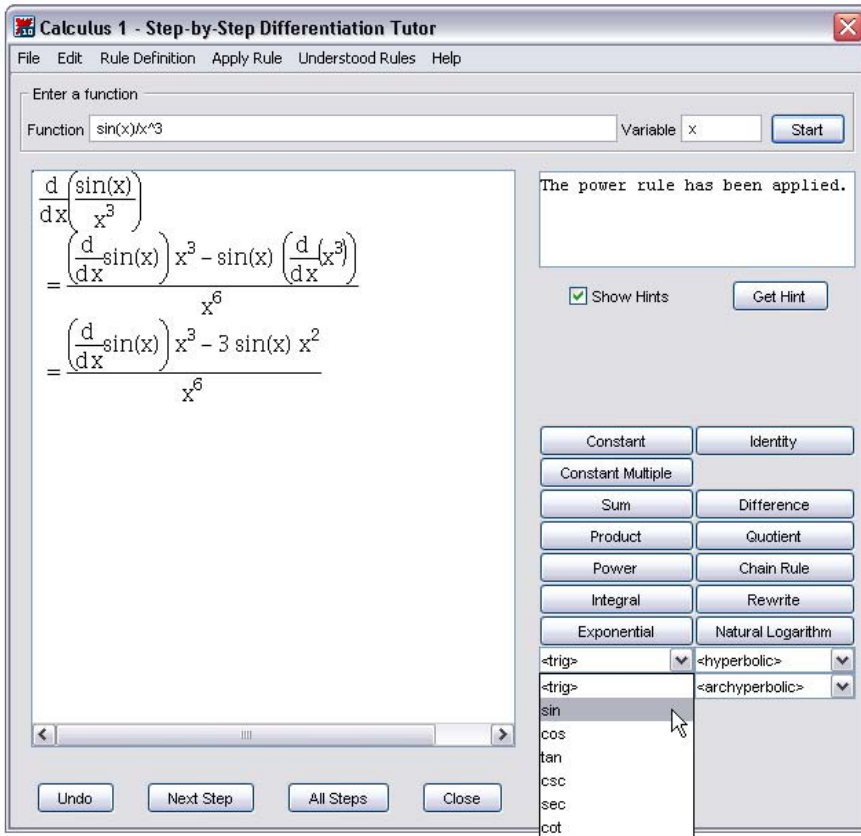 Calculus 1 - Step-by-Step Differentiation Tutor
File Edit Rule Definition Apply Rule Understood Rules Help
Enter a function
Function sin(x)/x^3 Variable x Start
d/dx(sin(x)/x^3)
= ((d/dx sin(x)) x^3 - sin(x) (d/dx(x^3)))/x^6
= ((d/dx sin(x)) x^3 - 3 sin(x) x^2)/x^6
The power rule has been applied.
Show Hints Get Hint
Constant Identity
Constant Multiple
Sum Difference
Product Quotient
Power Chain Rule
Integral Rewrite
Exponential Natural Logarithm
<trig> <hyperbolic>
<trig> <archyperbolic>
sin
cos
tan
csc
sec
cot
Undo Next Step All Steps Close